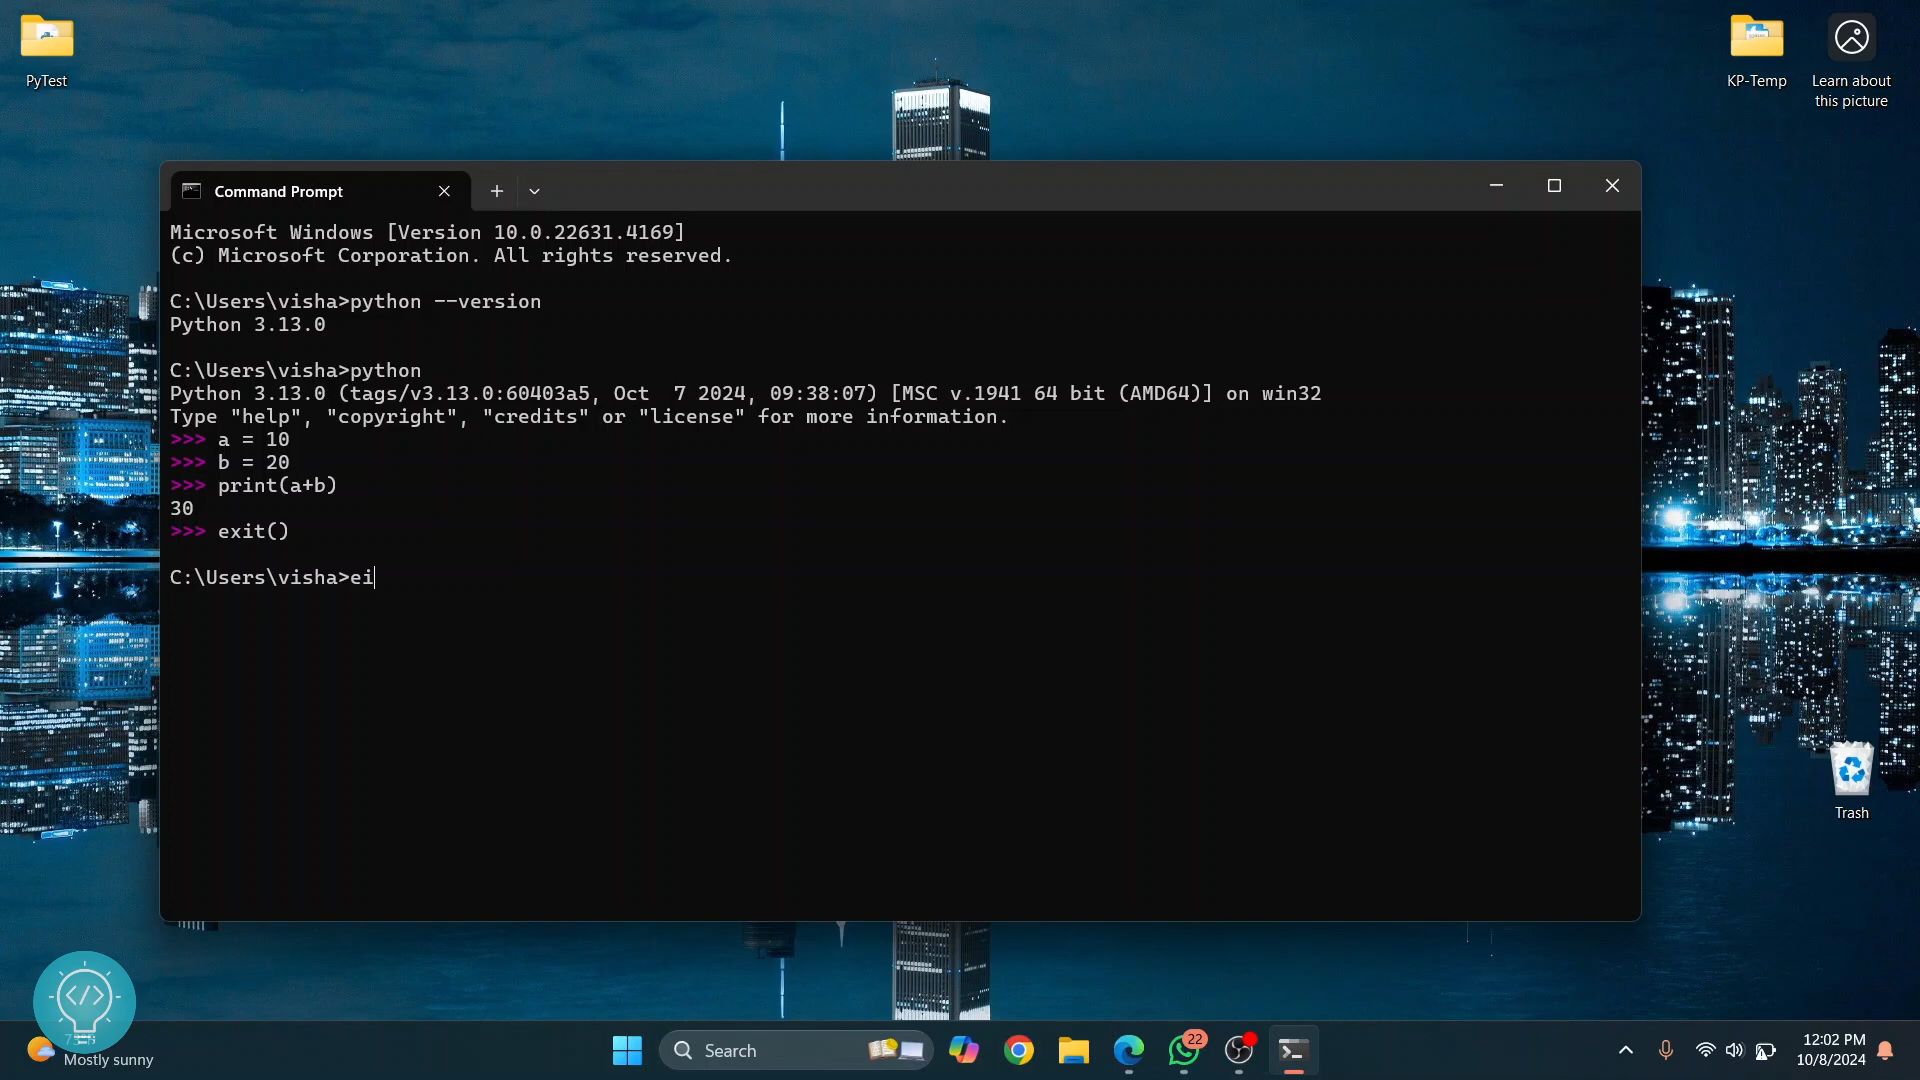 PyTest
KP-Temp
Learn about
this picture
Command Prompt
Microsoft Windows [Version 10.0.22631.4169]
(c) Microsoft Corporation. All rights reserved.
C:\Users\visha>python --version
Python 3.13.0
C:\Users\visha>python
Python 3.13.0 (tags/v3.13.0:60403a5, Oct  7 2024, 09:38:07) [MSC v.1941 64 bit (AMD64)] on win32
Type "help", "copyright", "credits" or "license" for more information.
>>> a = 10
>>> b = 20
>>> print(a+b)
30
>>> exit()
C:\Users\visha>ei
Trash
</>
Mostly sunny
Search
22
12:02 PM
10/8/2024